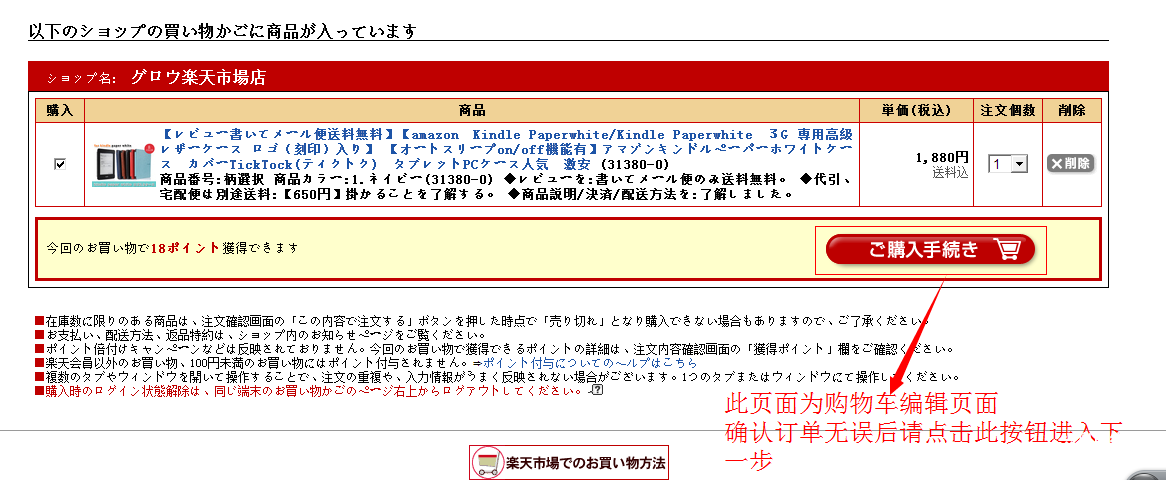 以下のショップの買い物かごに商品が入っています
ショップ名: グロウ楽天市場店
購入 商品 単価(税込) 注文個数 削除
【レビュー書いてメール便送料無料】【amazon Kindle Paperwhite/Kindle Paperwhite 3G 専用高級
レザーケース ロゴ(刻印)入り】【オートスリープon/off機能有】アマゾンキンドルペーパーホワイトケー
ス カバーTickTock(ティクトク) タブレットPCケース人気 激安 (31380-0)
商品番号:柄選択 商品カラー:1.ネイビー(31380-0) ◆レビューを:書いてメール便のみ送料無料。 ◆代引、
宅配便は別途送料:【650円】掛かることを了解する。 ◆商品説明/決済/配送方法を:了解しました。
1,880円
送料込
1
削除
今回のお買い物で18ポイント獲得できます
ご購入手続き
■在庫数に限りのある商品は、注文確認画面の「この内容で注文する」ボタンを押した時点で「売り切れ」となり購入できない場合もありますので、ご了承ください。
■お支払い、配送方法、返品特約は、ショップ内のお知らせページをご覧ください。
■ポイント倍付けキャンペーンなどは反映されておりません。今回のお買い物で獲得できるポイントの詳細は、注文内容確認画面の「獲得ポイント」欄をご確認ください。
■楽天会員以外のお買い物、100円未満のお買い物にはポイント付与されません。⇒ポイント付与についてのヘルプはこちら
■複数のタブやウィンドウを開いて操作することで、注文の重複や、入力情報がうまく反映されない場合がございます。1つのタブまたはウィンドウにて操作してください。
■購入時のログイン状態解除は、同じ端末のお買い物かごのページ右上からログアウトしてください。
此页面为购物车编辑页面
确认订单无误后请点击此按钮进入下
一步
楽天市場でのお買い物方法